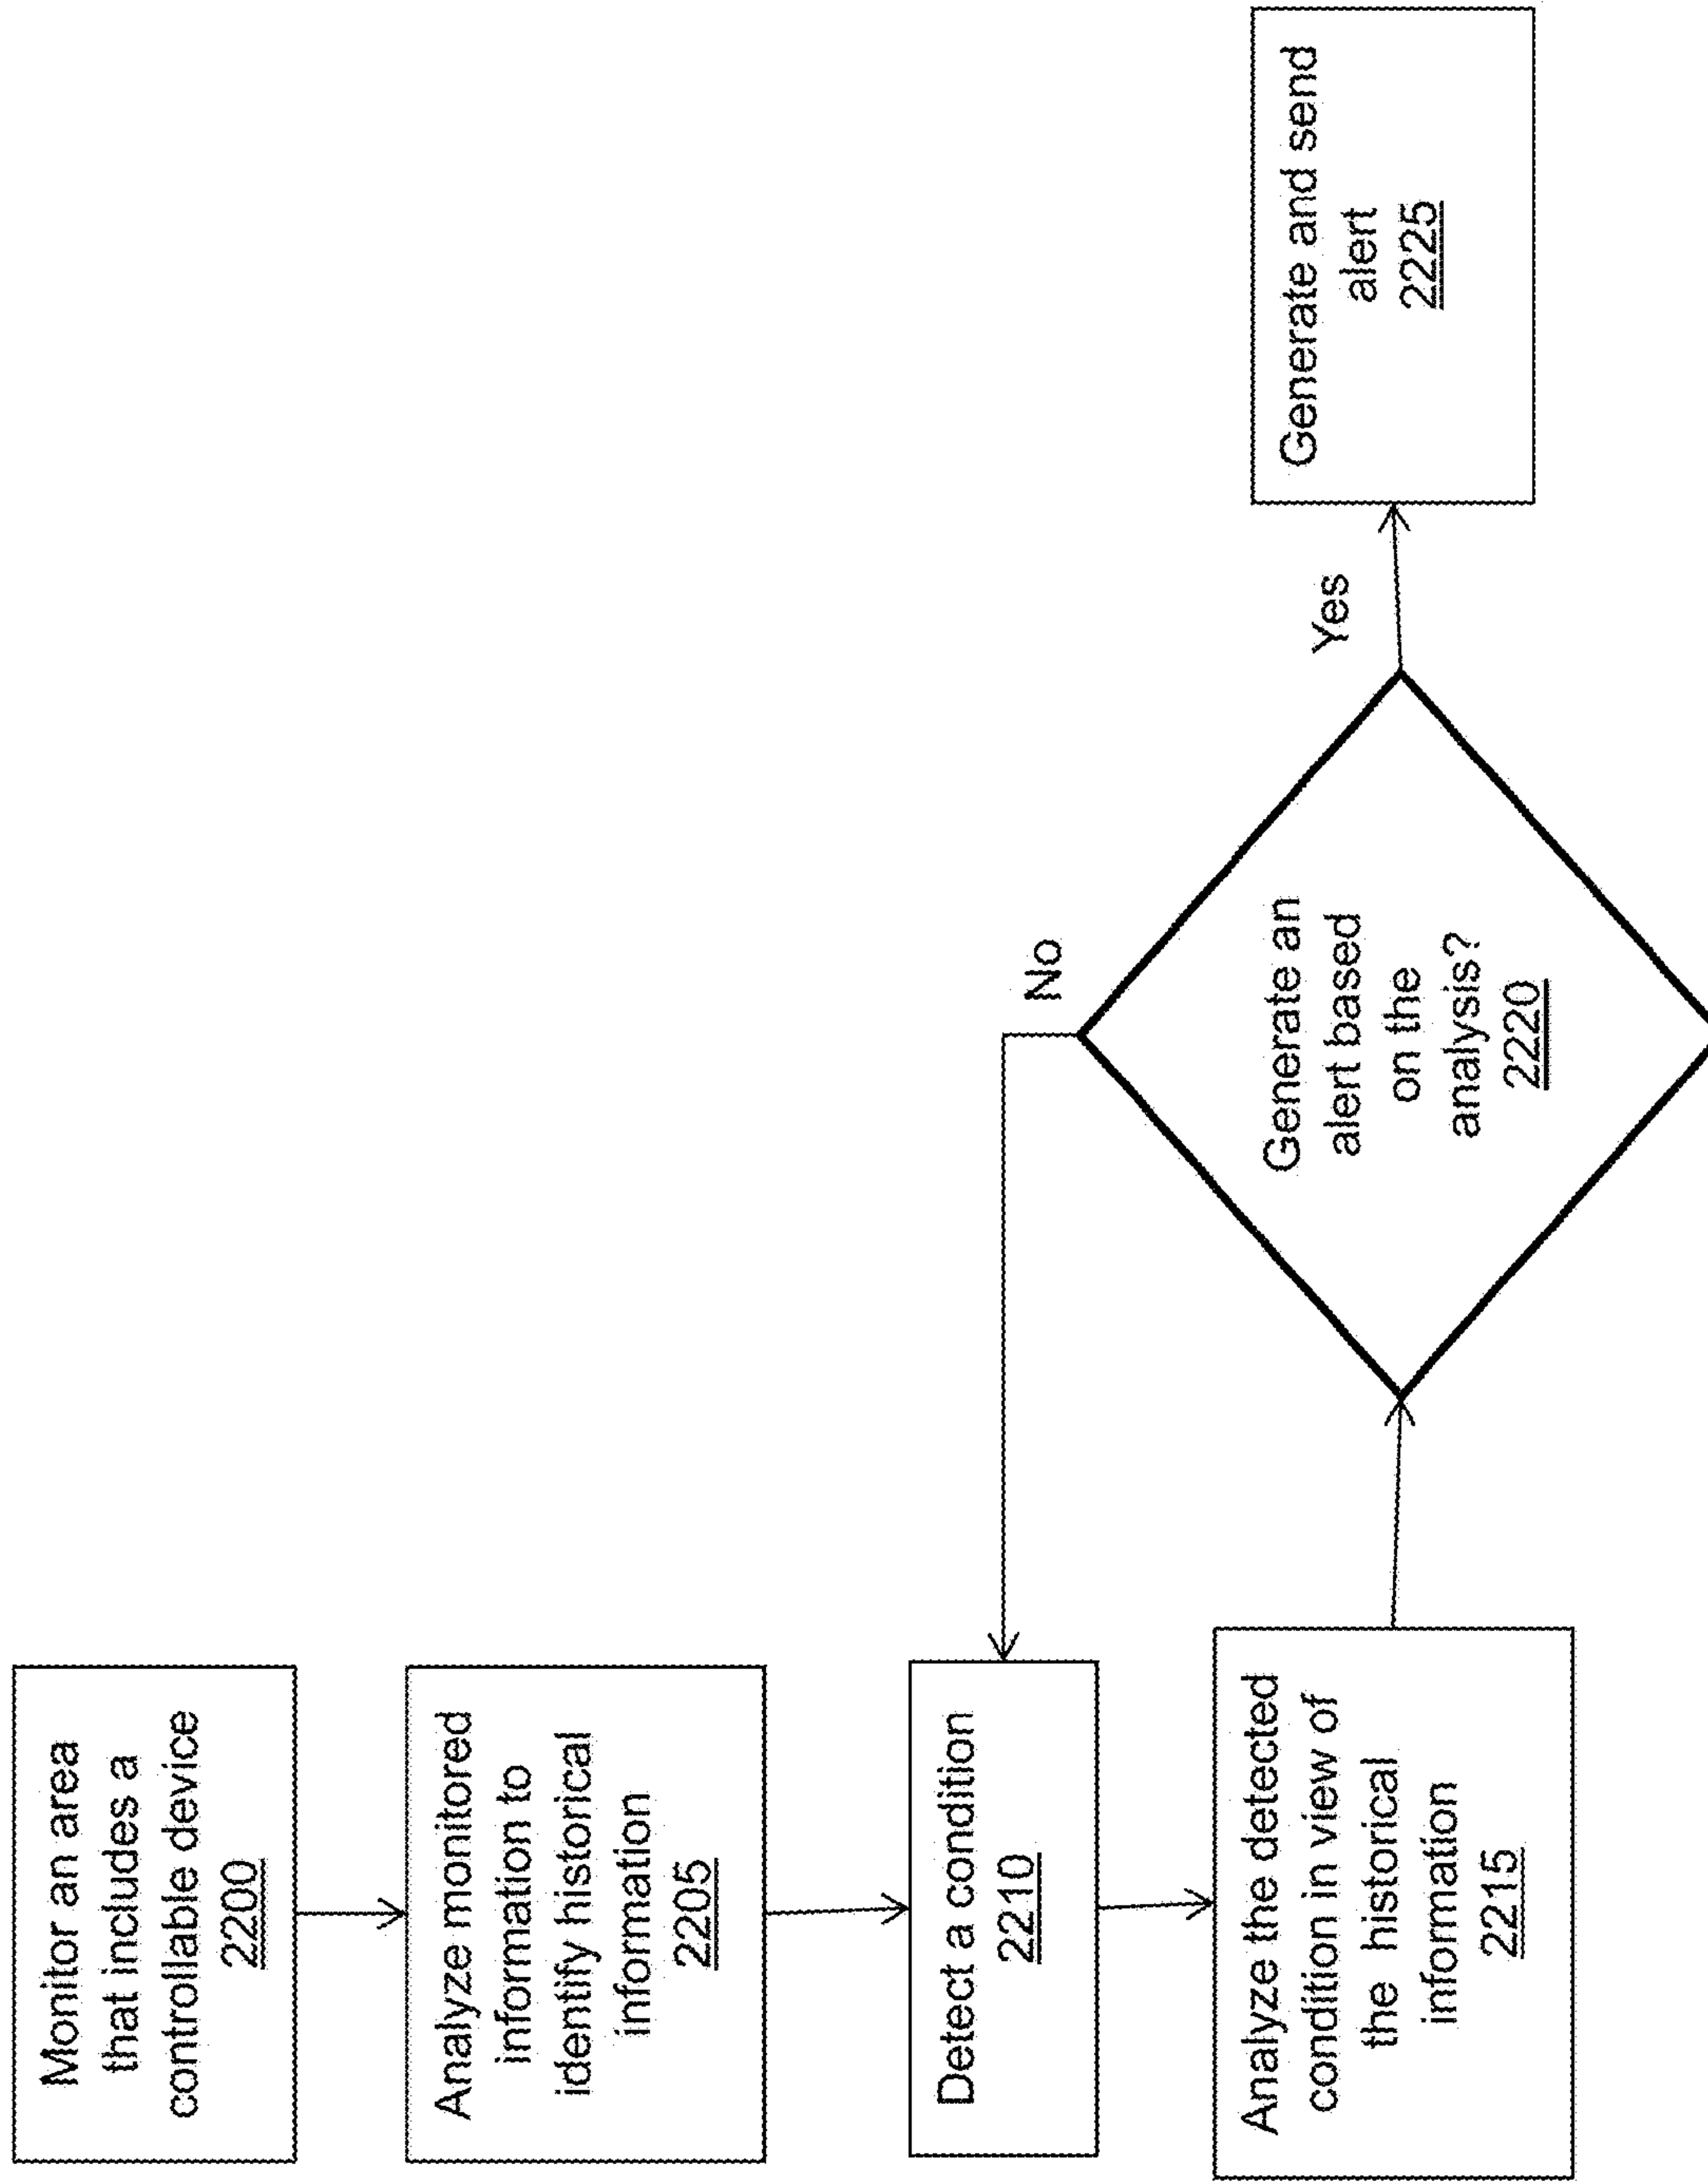 Monitor an area
that includes a
controllable device
2200
Analyze monitored
information to
identify historical
information
2205
Detect a condition
2210
Analyze the detected
condition in view of
the historical
information
2215
Generate an
alert based
on the
analysis?
2220
No
Yes
Generate and send
alert
2225